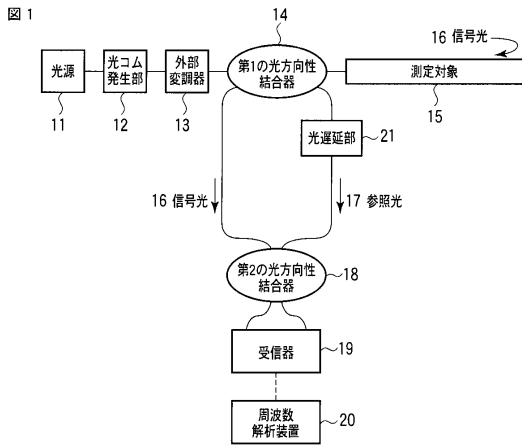 図1
14
16 信号光
光源
光コム
発生部
外部
変調器
第1の光方向性
結合器
測定対象
11
12
13
15
光遅延部
21
16 信号光
17 参照光
第2の光方向性
結合器
18
受信器
19
周波数
解析装置
20